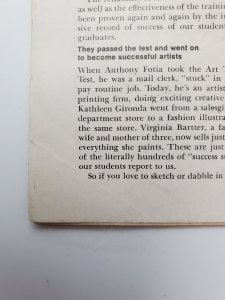 as well as the effectiveness of the traini
been proven again and again by the im
sive record of success of our studen
graduates.
They passed the test and went on
to become successful artists
When Anthony Fotia took the Art T
Test, he was a mail clerk, "stuck" in
pay routine job. Today, he's an artist
printing firm, doing exciting creative
Kathleen Gironda went from a salesgi
department store to a fashion illustra
the same store. Virginia Bartter, a fa
wife and mother of three, now sells just
everything she paints. These are just
of the literally hundreds of "success s
our students report to us.
So if you love to sketch or dabble in